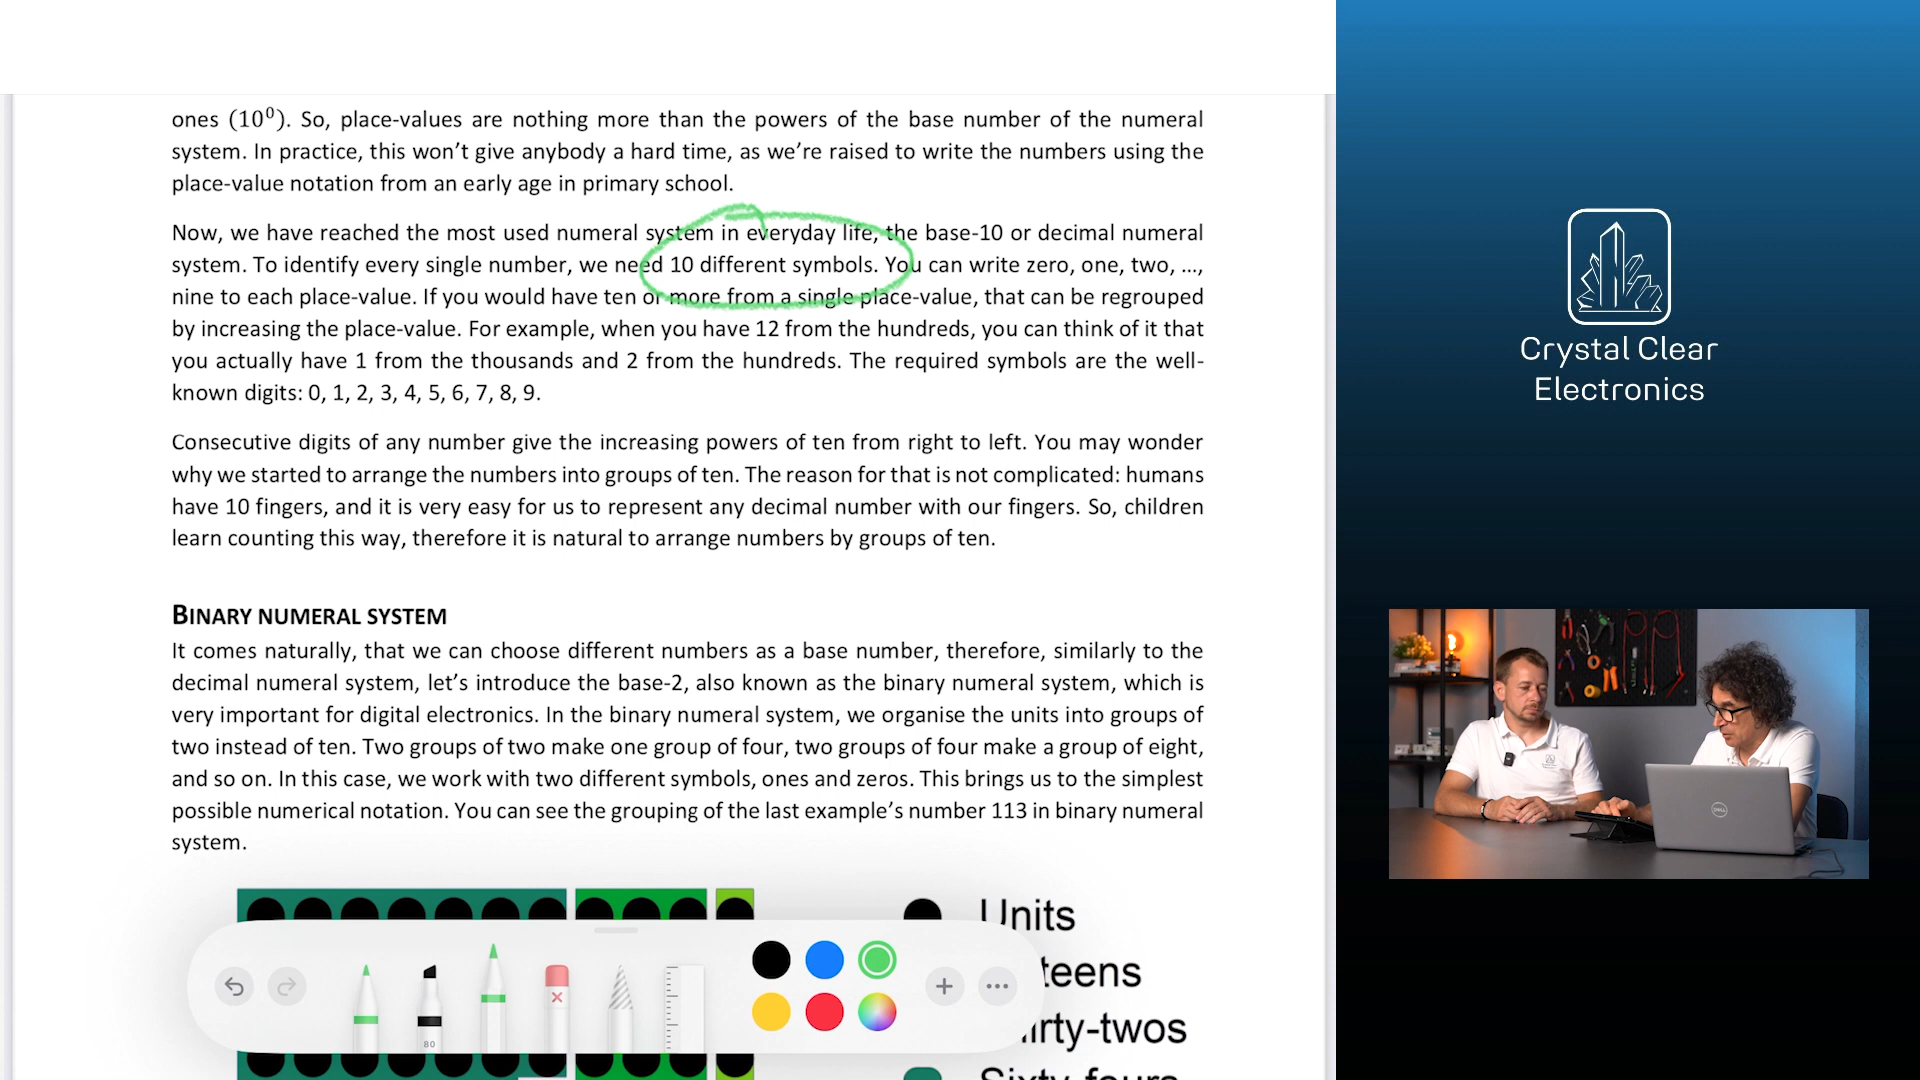 ones (10⁰). So, place-values are nothing more than the powers of the base number of the numeral
system. In practice, this won’t give anybody a hard time, as we’re raised to write the numbers using the
place-value notation from an early age in primary school.
Now, we have reached the most used numeral system in everyday life, the base-10 or decimal numeral
system. To identify every single number, we need 10 different symbols. You can write zero, one, two, …,
nine to each place-value. If you would have ten or more from a single place-value, that can be regrouped
by increasing the place-value. For example, when you have 12 from the hundreds, you can think of it that
you actually have 1 from the thousands and 2 from the hundreds. The required symbols are the well-
known digits: 0, 1, 2, 3, 4, 5, 6, 7, 8, 9.
Consecutive digits of any number give the increasing powers of ten from right to left. You may wonder
why we started to arrange the numbers into groups of ten. The reason for that is not complicated: humans
have 10 fingers, and it is very easy for us to represent any decimal number with our fingers. So, children
learn counting this way, therefore it is natural to arrange numbers by groups of ten.
BINARY NUMERAL SYSTEM
It comes naturally, that we can choose different numbers as a base number, therefore, similarly to the
decimal numeral system, let’s introduce the base-2, also known as the binary numeral system, which is
very important for digital electronics. In the binary numeral system, we organise the units into groups of
two instead of ten. Two groups of two make one group of four, two groups of four make a group of eight,
and so on. In this case, we work with two different symbols, ones and zeros. This brings us to the simplest
possible numerical notation. You can see the grouping of the last example’s number 113 in binary numeral
system.
Units
teens
irty-twos
Sixty-fours
80
Crystal Clear
Electronics
DELL